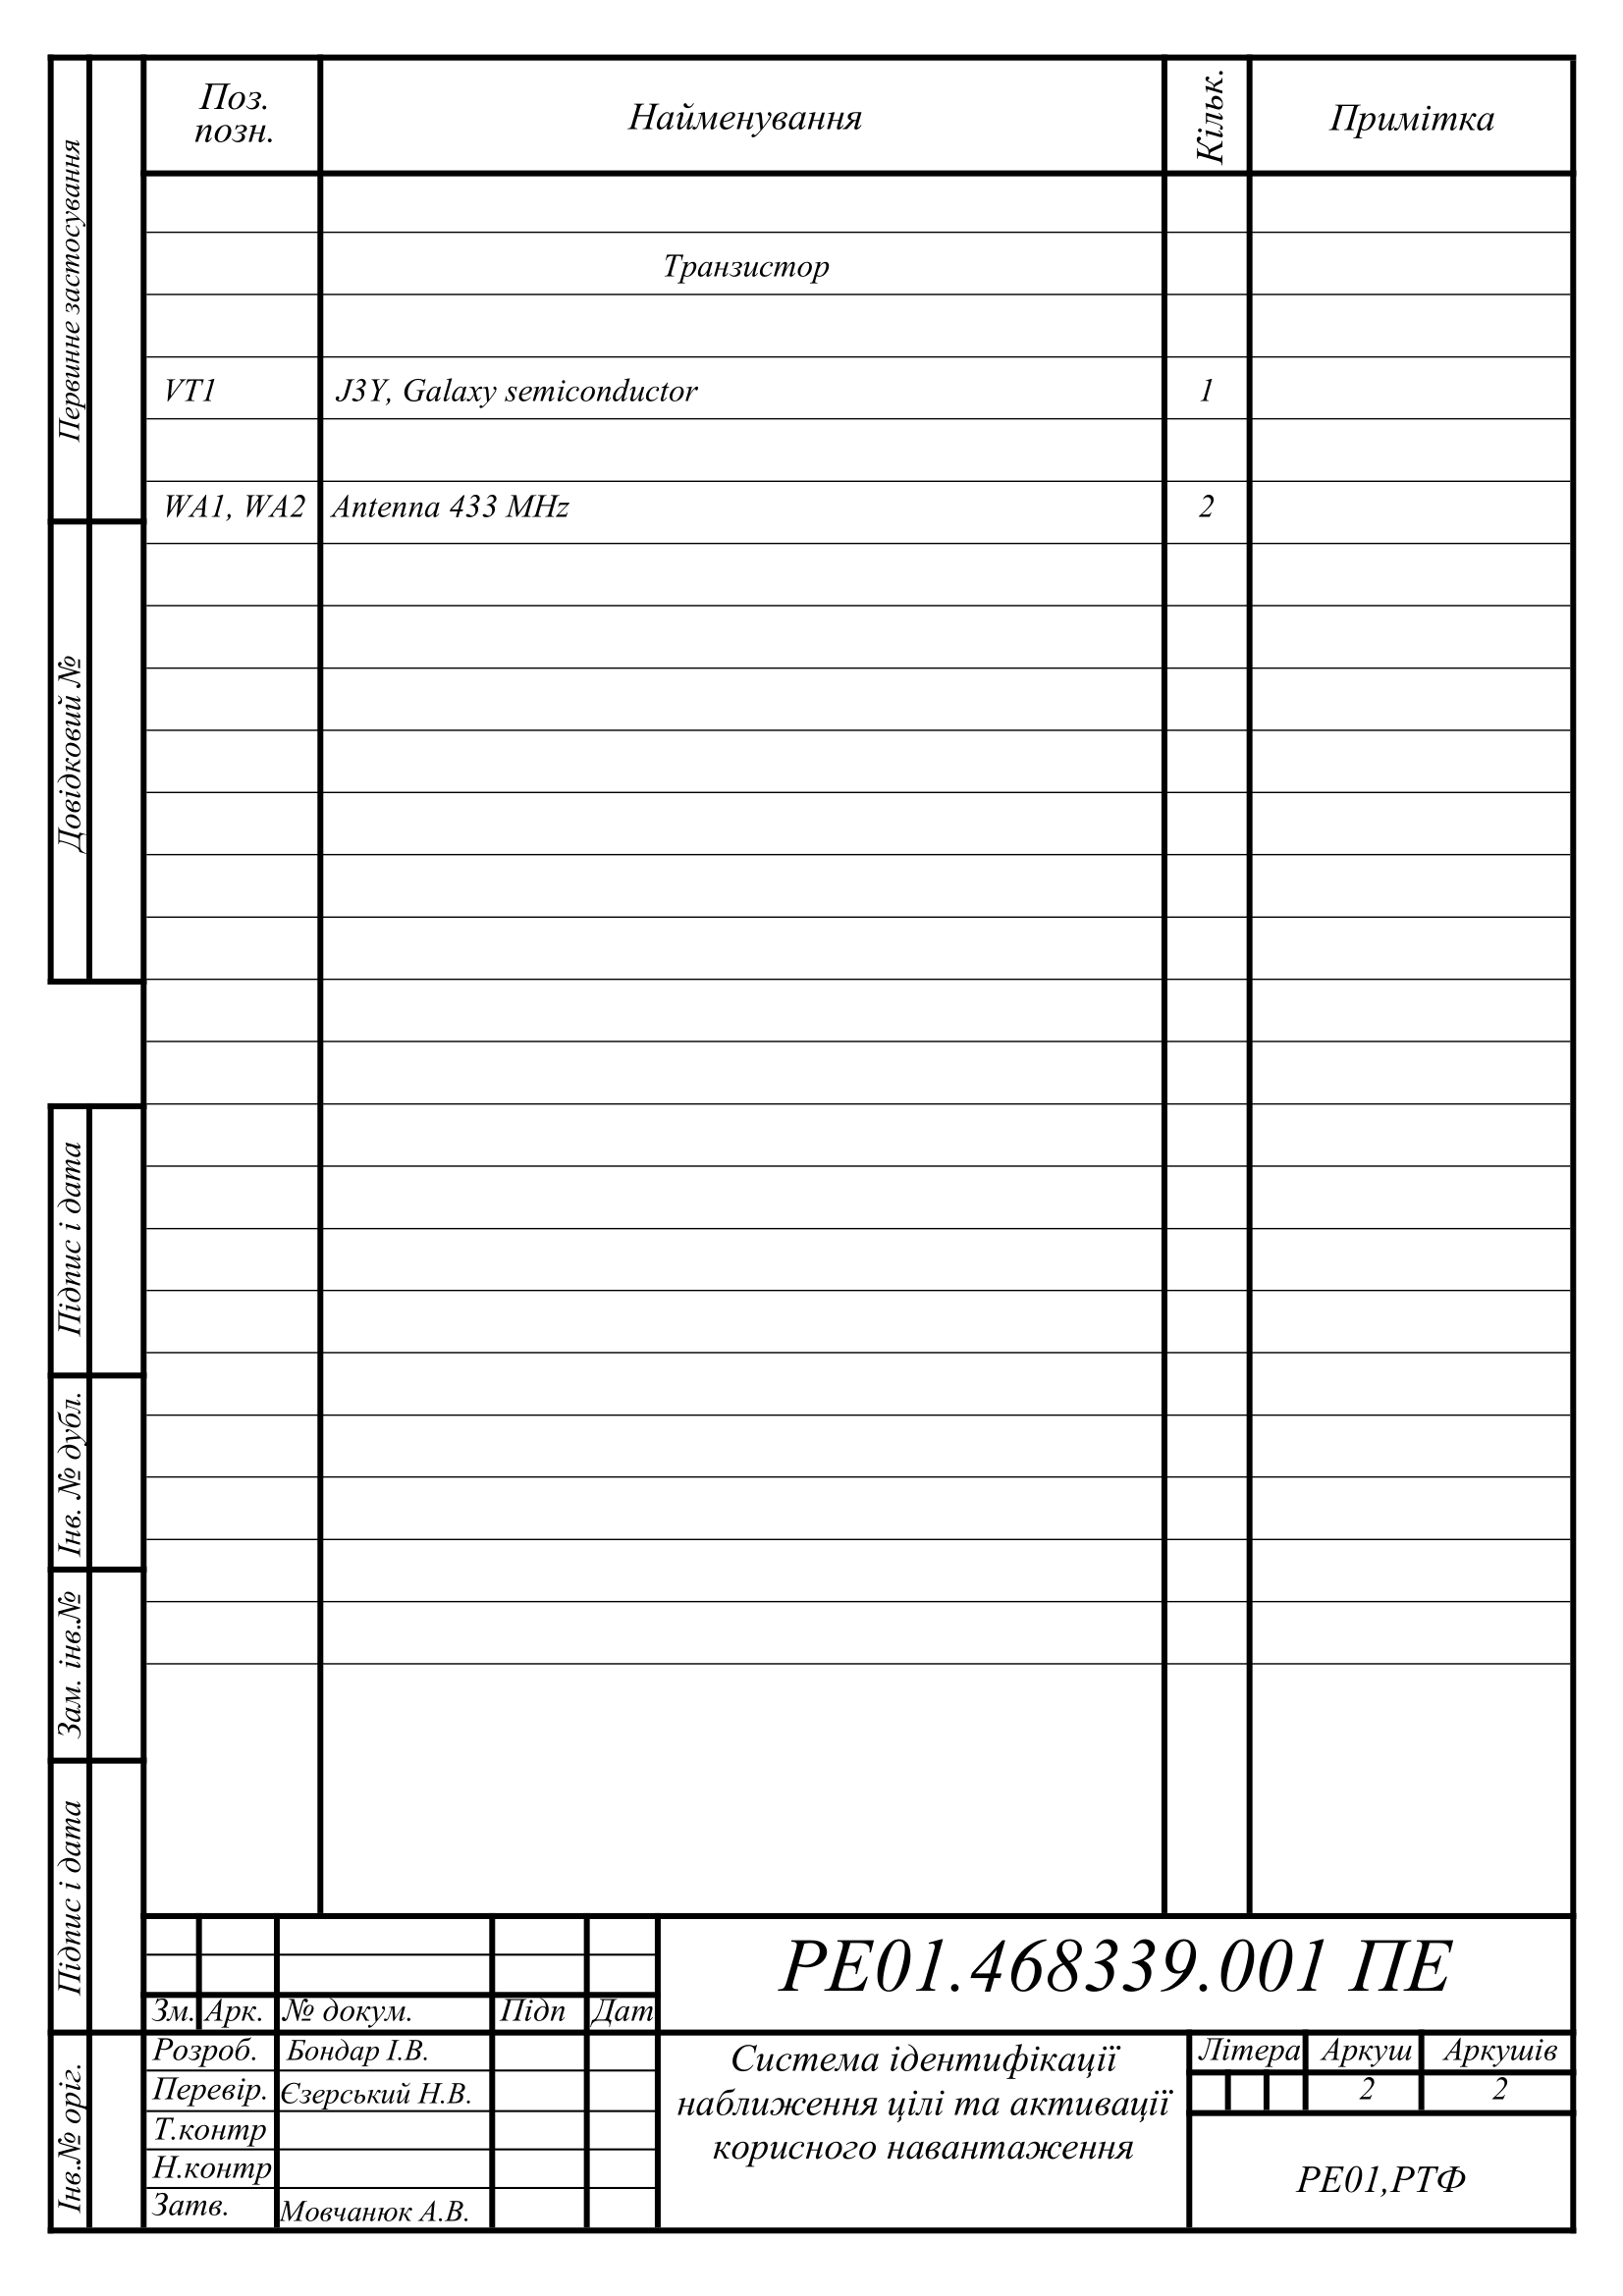 Поз.
позн.
Найменування
Кільк.
Примітка
Транзистор
VT1 J3Y, Galaxy semiconductor 1
WA1, WA2 Antenna 433 MHz 2
Первинне застосування
Довідковий №
Підпис і дата
Інв. № дубл.
Зам. інв.№
Підпис і дата
Інв.№ оріг.
РЕ01.468339.001 ПЕ
Зм. Арк. № докум. Підп Дат
Розроб. Бондар І.В.
Перевір. Єзерський Н.В.
Т.контр
Н.контр
Затв. Мовчанюк А.В.
Система ідентифікації
наближення цілі та активації
корисного навантаження
Літера Аркуш Аркушів
2 2
РЕ01,РТФ